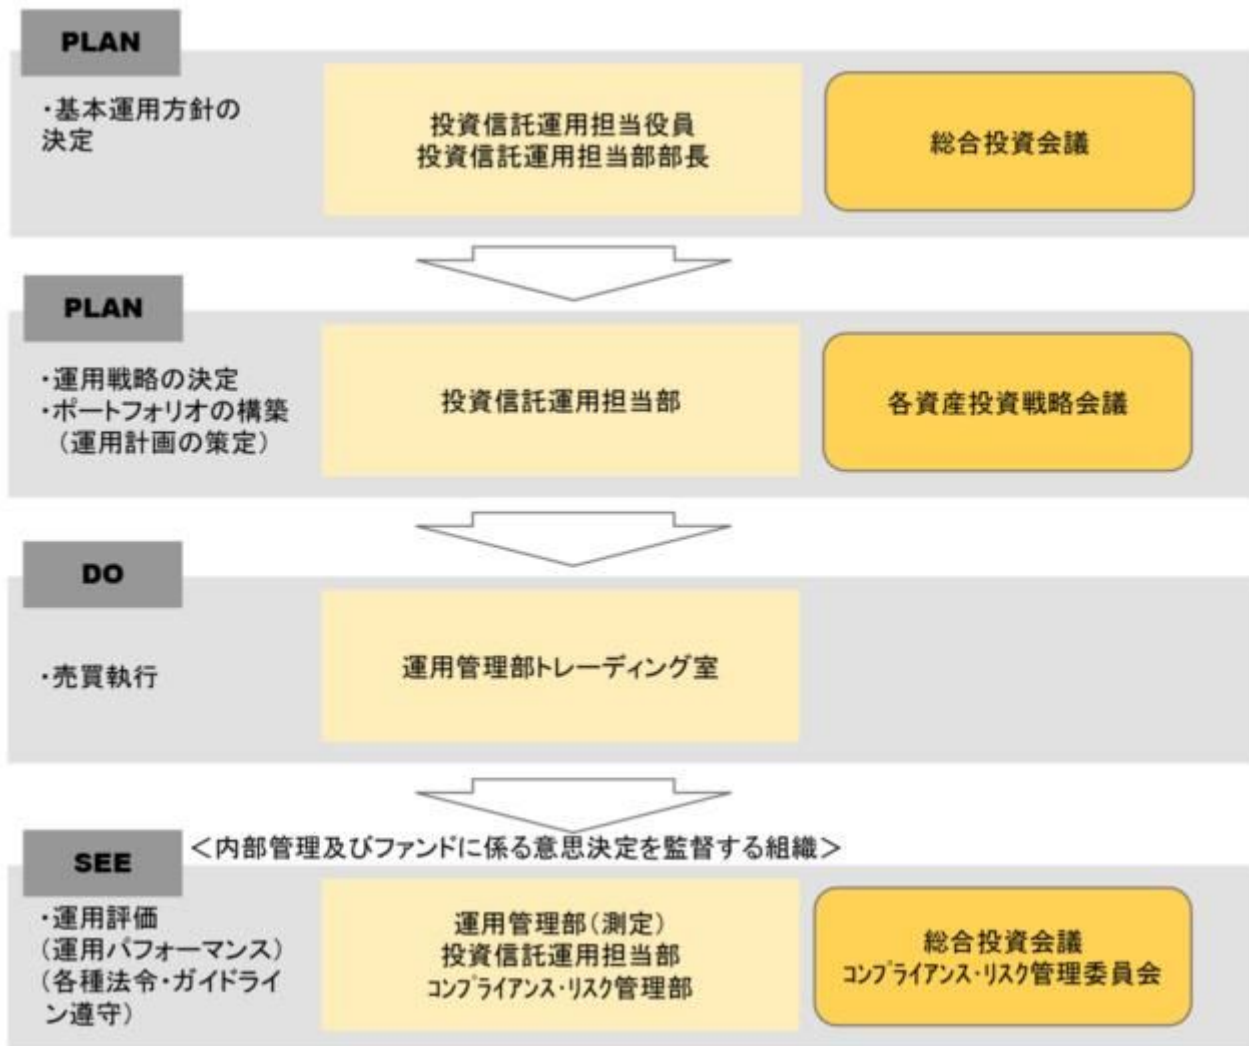 PLAN
・基本運用方針の
決定
投資信託運用担当役員
投資信託運用担当部部長
総合投資会議
PLAN
・運用戦略の決定
・ポートフォリオの構築
（運用計画の策定）
投資信託運用担当部
各資産投資戦略会議
DO
・売買執行
運用管理部トレーディング室
SEE
＜内部管理及びファンドに係る意思決定を監督する組織＞
・運用評価
(運用パフォーマンス)
(各種法令・ガイドライ
ン遵守)
運用管理部(測定)
投資信託運用担当部
ｺﾝﾌﾟﾗｲｱﾝｽ・ﾘｽｸ管理部
総合投資会議
ｺﾝﾌﾟﾗｲｱﾝｽ・ﾘｽｸ管理委員会